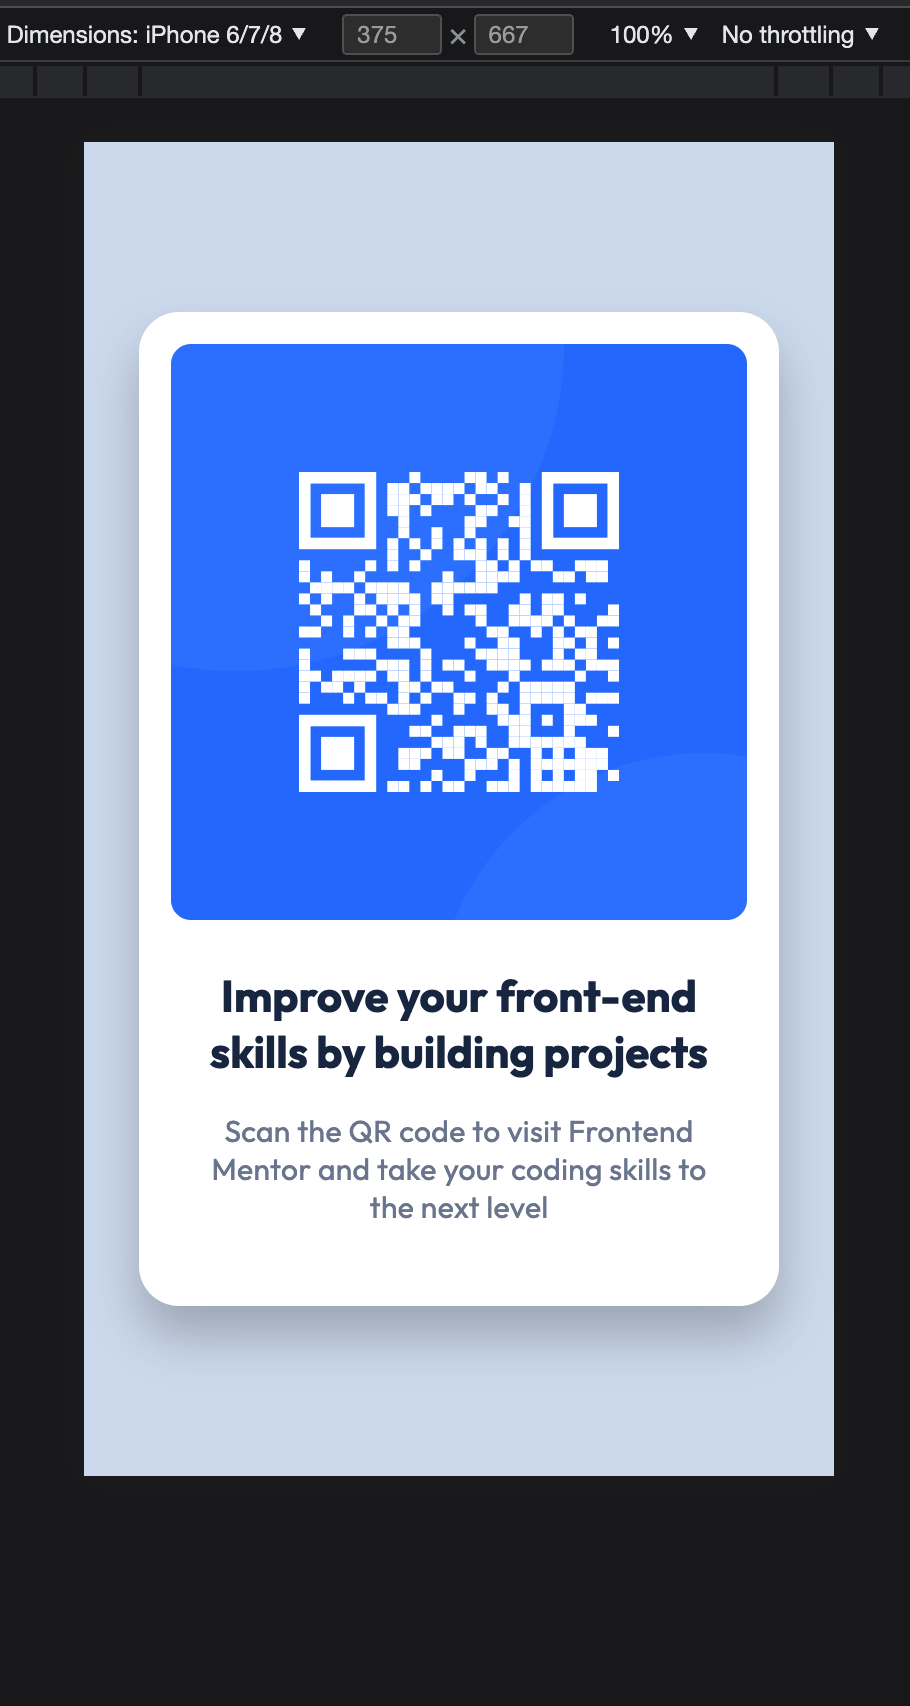 Dimensions: iPhone 6/7/8 ▼ 375 × 667 100% ▼ No throttling ▼
Improve your front-end
skills by building projects
Scan the QR code to visit Frontend
Mentor and take your coding skills to
the next level